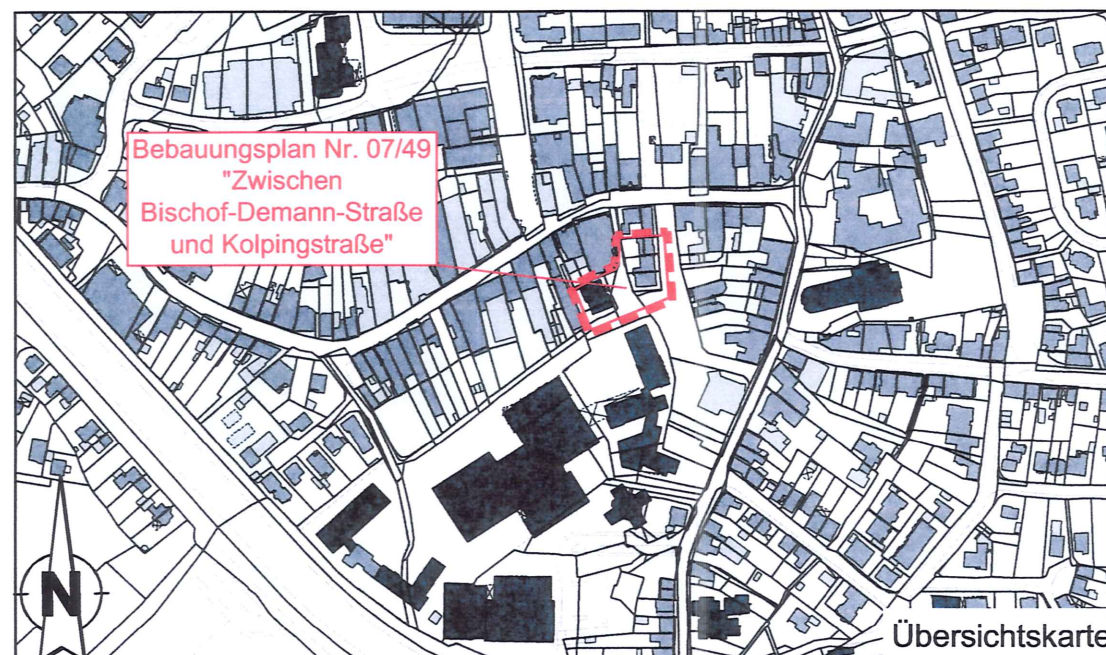 Bebauungsplan Nr. 07/49
"Zwischen
Bischof-Demann-Straße
und Kolpingstraße"
N
Übersichtskarte